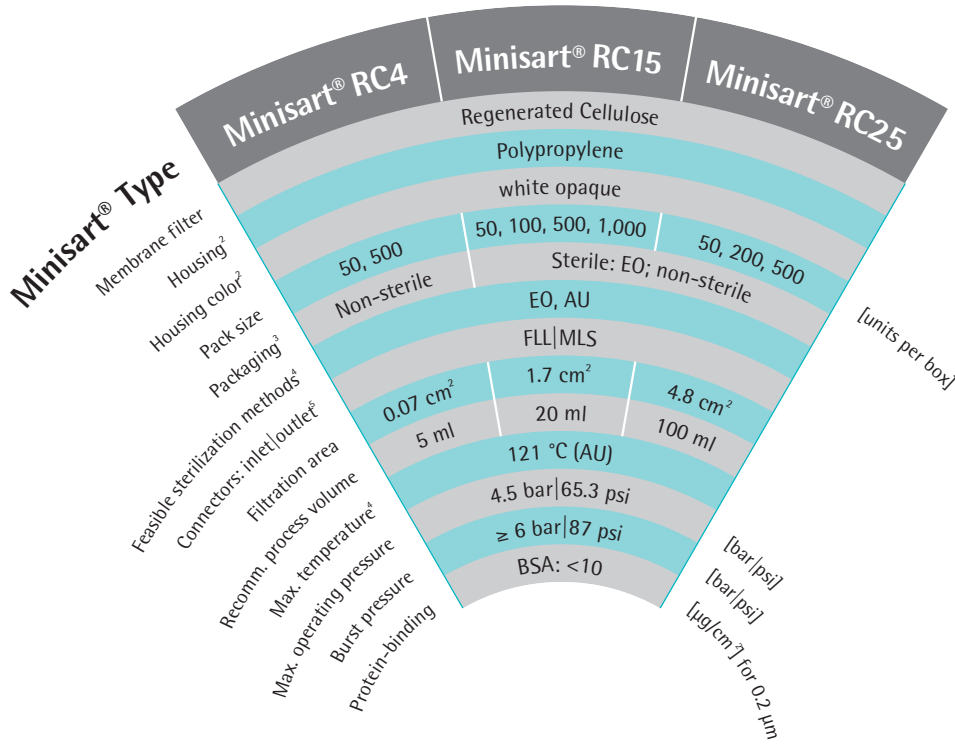 Minisart® RC4
Minisart® RC15
Minisart® RC25
Minisart® Type
Membrane filter
Regenerated Cellulose
Housing²
Polypropylene
Housing color²
white opaque
Pack size
50, 500
50, 100, 500, 1,000
50, 200, 500
[units per box]
Packaging³
Non-sterile
Sterile: EO; non-sterile
Feasible sterilization methods⁴
EO, AU
Connectors: inlet|outlet⁵
FLL|MLS
Filtration area
0.07 cm²
1.7 cm²
4.8 cm²
Recomm. process volume
5 ml
20 ml
100 ml
Max. temperature⁴
121 °C (AU)
Max. operating pressure
4.5 bar|65.3 psi
[bar|psi]
Burst pressure
≥ 6 bar|87 psi
[bar|psi]
Protein-binding
BSA: <10
[µg/cm²] for 0.2 µm